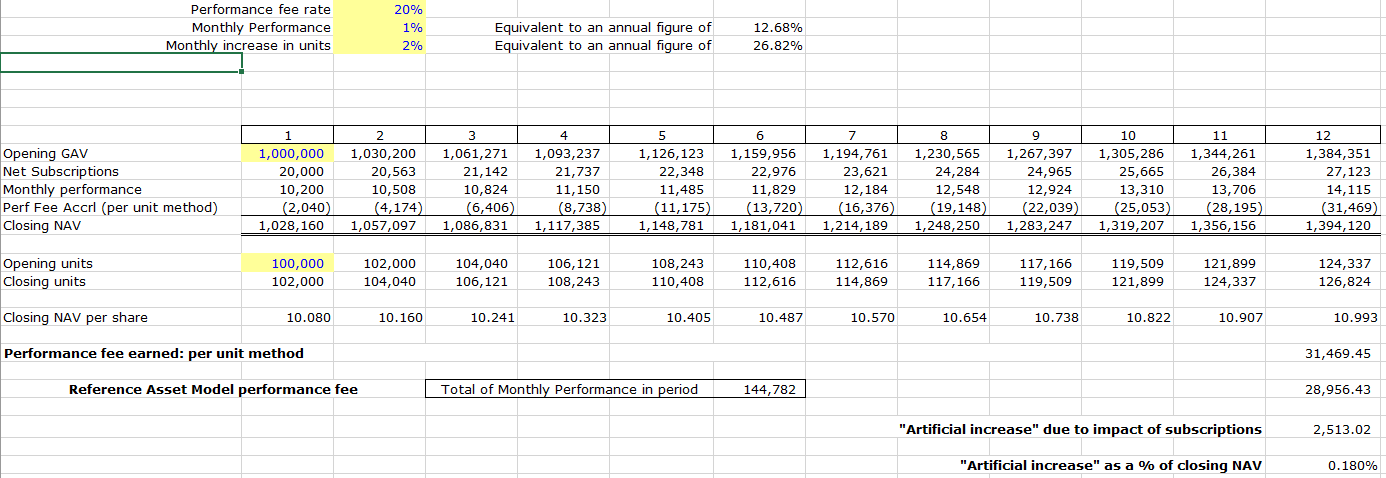 Performance fee rate 20%
Monthly Performance 1% Equivalent to an annual figure of 12.68%
Monthly increase in units 2% Equivalent to an annual figure of 26.82%
1 2 3 4 5 6 7 8 9 10 11 12
Opening GAV 1,000,000 1,030,200 1,061,271 1,093,237 1,126,123 1,159,956 1,194,761 1,230,565 1,267,397 1,305,286 1,344,261 1,384,351
Net Subscriptions 20,000 20,563 21,142 21,737 22,348 22,976 23,621 24,284 24,965 25,665 26,384 27,123
Monthly performance 10,200 10,508 10,824 11,150 11,485 11,829 12,184 12,548 12,924 13,310 13,706 14,115
Perf Fee Accrl (per unit method) (2,040) (4,174) (6,406) (8,738) (11,175) (13,720) (16,376) (19,148) (22,039) (25,053) (28,195) (31,469)
Closing NAV 1,028,160 1,057,097 1,086,831 1,117,385 1,148,781 1,181,041 1,214,189 1,248,250 1,283,247 1,319,207 1,356,156 1,394,120
Opening units 100,000 102,000 104,040 106,121 108,243 110,408 112,616 114,869 117,166 119,509 121,899 124,337
Closing units 102,000 104,040 106,121 108,243 110,408 112,616 114,869 117,166 119,509 121,899 124,337 126,824
Closing NAV per share 10.080 10.160 10.241 10.323 10.405 10.487 10.570 10.654 10.738 10.822 10.907 10.993
Performance fee earned: per unit method 31,469.45
Reference Asset Model performance fee Total of Monthly Performance in period 144,782 28,956.43
"Artificial increase" due to impact of subscriptions 2,513.02
"Artificial increase" as a % of closing NAV 0.180%